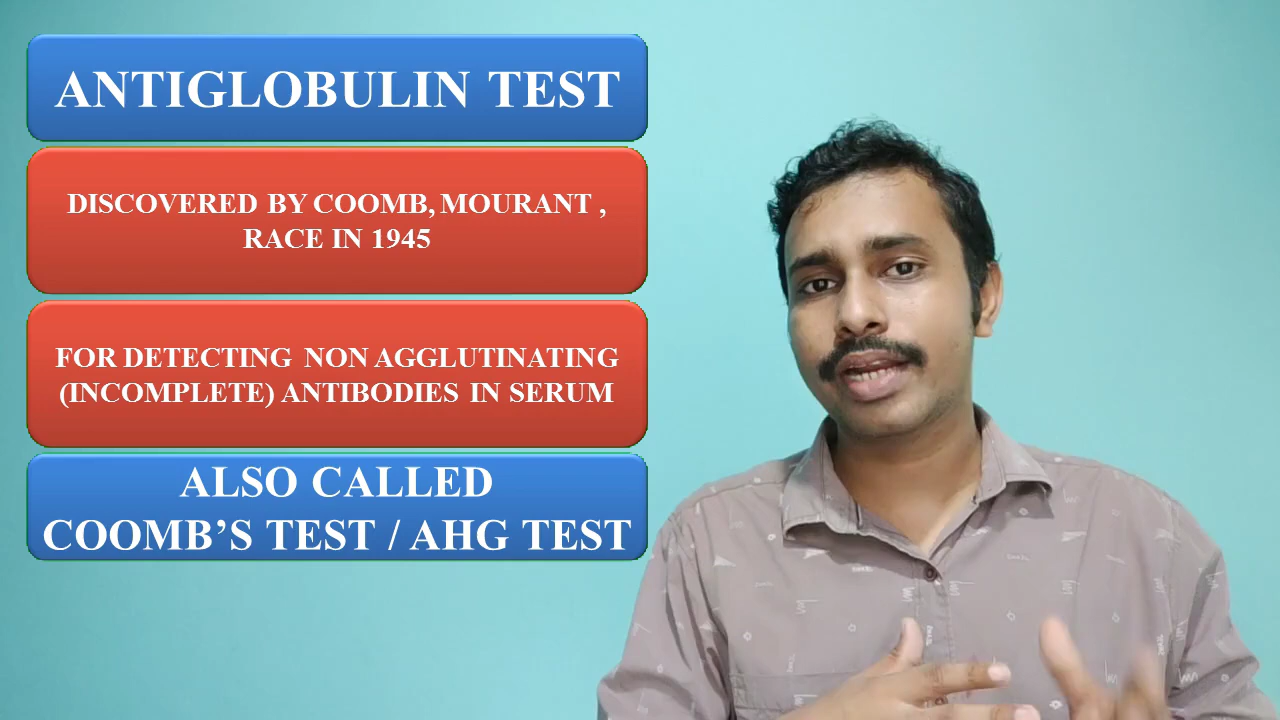 ANTIGLOBULIN TEST
DISCOVERED BY COOMB, MOURANT ,
RACE IN 1945
FOR DETECTING NON AGGLUTINATING
(INCOMPLETE) ANTIBODIES IN SERUM
ALSO CALLED
COOMB’S TEST / AHG TEST